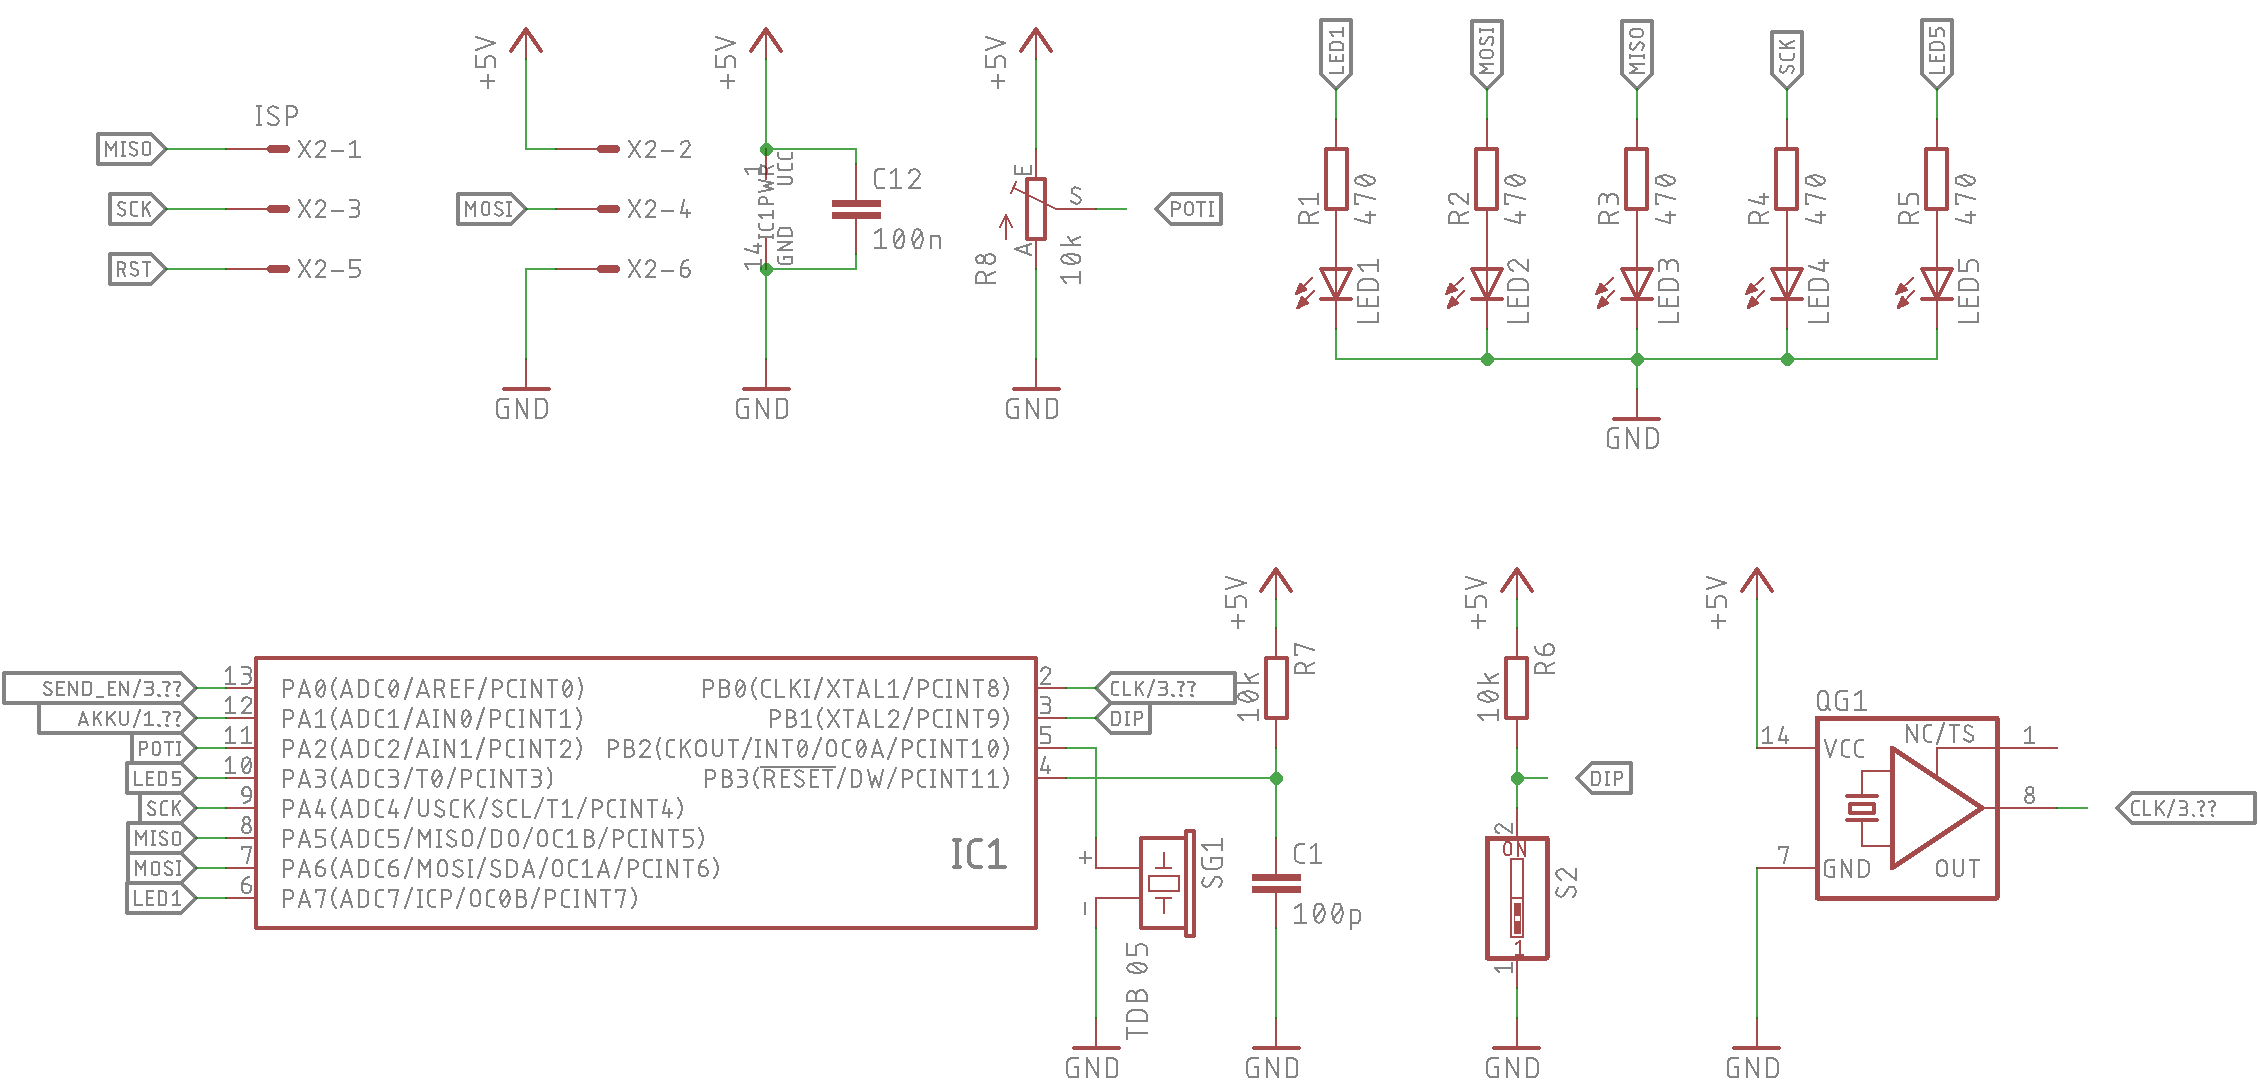 +5V
+5V
+5V
LED1
MOSI
MISO
SCK
LED5
ISP
MISO
X2-1
X2-2
SCK
X2-3
MOSI
X2-4
RST
X2-5
X2-6
GND
1
VCC
IC1PWR
14
GND
C12
100n
GND
E
S
A
R8
10k
POTI
GND
R1
470
R2
470
R3
470
R4
470
R5
470
LED1
LED2
LED3
LED4
LED5
GND
SEND_EN/3.??
13
PA0(ADC0/AREF/PCINT0)
AKKU/1.??
12
PA1(ADC1/AIN0/PCINT1)
POTI
11
PA2(ADC2/AIN1/PCINT2)
LED5
10
PA3(ADC3/T0/PCINT3)
SCK
9
PA4(ADC4/USCK/SCL/T1/PCINT4)
MISO
8
PA5(ADC5/MISO/DO/OC1B/PCINT5)
MOSI
7
PA6(ADC6/MOSI/SDA/OC1A/PCINT6)
LED1
6
PA7(ADC7/ICP/OC0B/PCINT7)
PB0(CLKI/XTAL1/PCINT8)
2
CLK/3.??
PB1(XTAL2/PCINT9)
3
DIP
PB2(CKOUT/INT0/OC0A/PCINT10)
5
PB3(RESET/DW/PCINT11)
4
IC1
+
-
SG1
TDB 05
GND
+5V
R7
10k
C1
100p
GND
+5V
R6
10k
DIP
2
ON
1
1
S2
GND
+5V
QG1
14
VCC
NC/TS
1
8
CLK/3.??
7
GND
OUT
GND